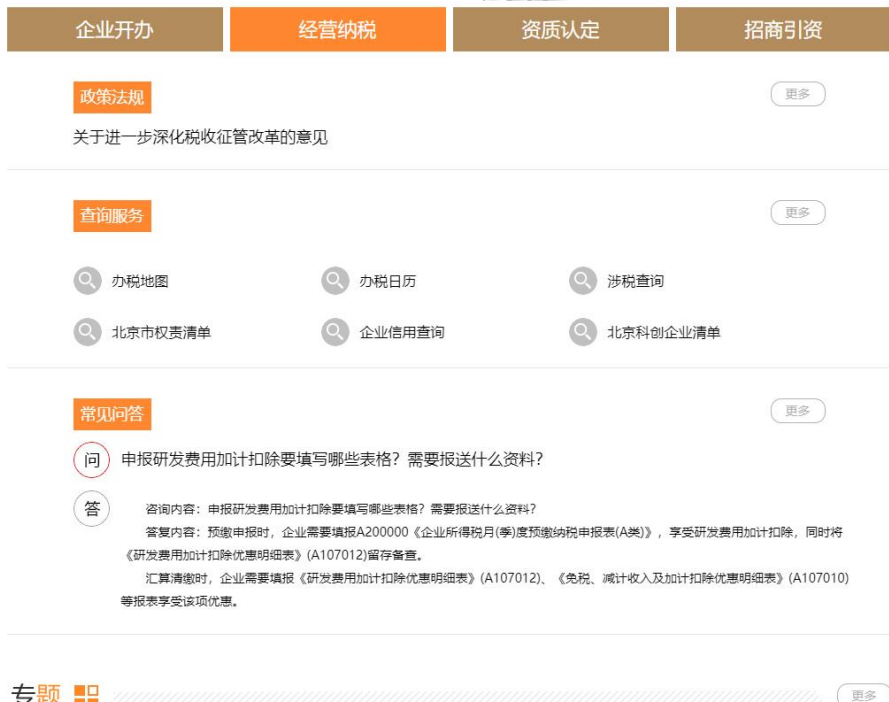 企业开办 经营纳税 资质认定 招商引资
政策法规 更多
关于进一步深化税收征管改革的意见
查询服务 更多
办税地图 办税日历 涉税查询
北京市权责清单 企业信用查询 北京科创企业清单
常见问答 更多
问 申报研发费用加计扣除要填写哪些表格？需要报送什么资料？
答 咨询内容：申报研发费用加计扣除要填写哪些表格？需要报送什么资料？
答复内容：预缴申报时，企业需要填报A200000《企业所得税月(季)度预缴纳税申报表(A类)》，享受研发费用加计扣除，同时将
《研发费用加计扣除优惠明细表》(A107012)留存备查。
汇算清缴时，企业需要填报《研发费用加计扣除优惠明细表》(A107012)、《免税、减计收入及加计扣除优惠明细表》(A107010)
等报表享受该项优惠。
专题 更多